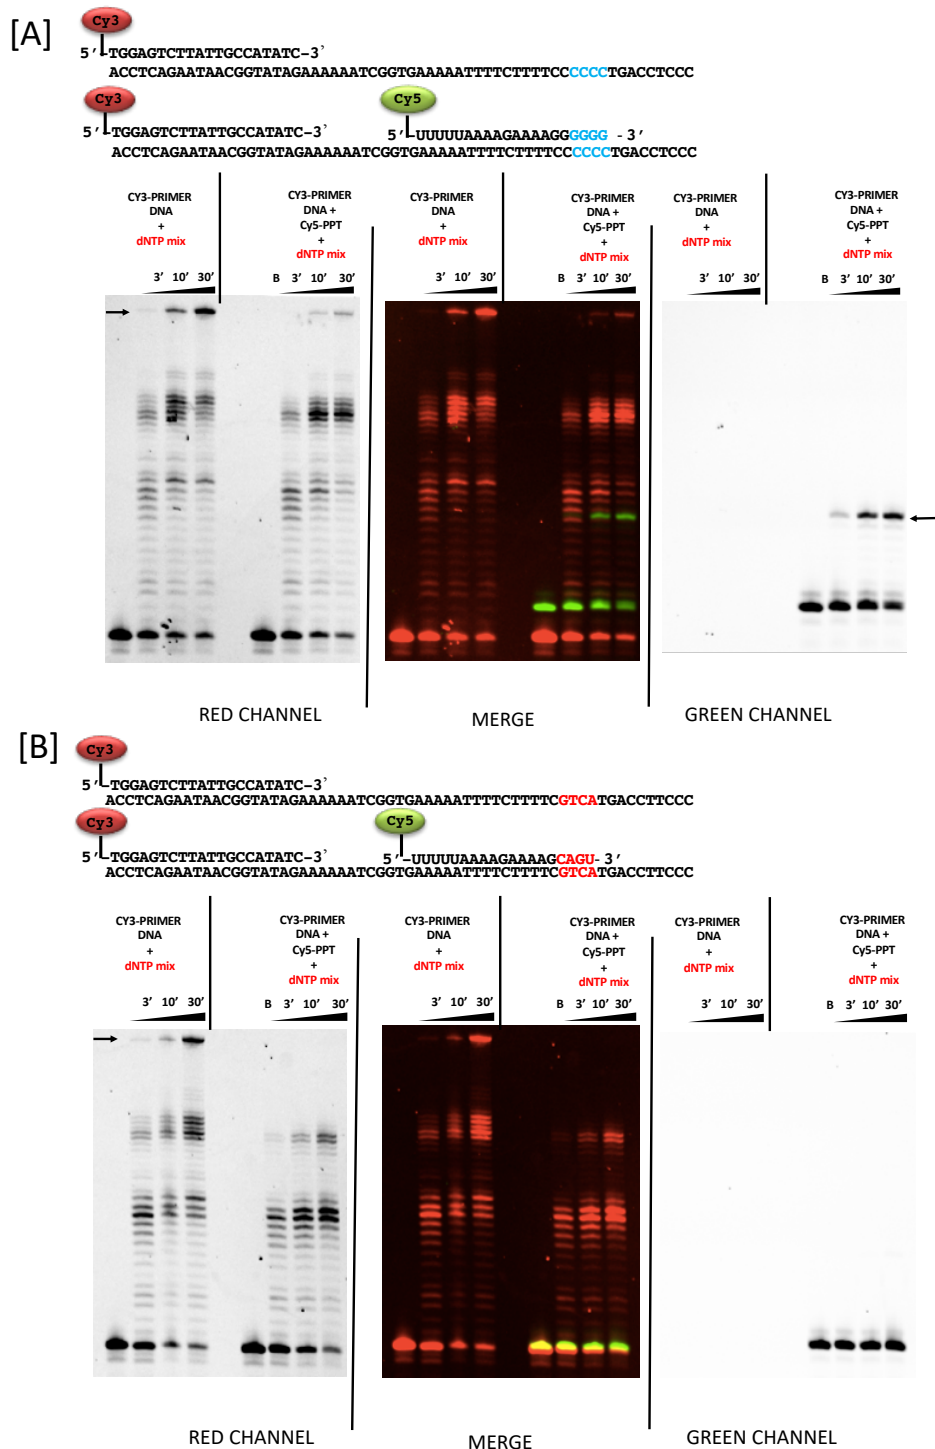 [A]
Cy3
5′-TGGAGTCTTATTGCCATATC-3′
ACCTCAGAATAACGGTATAGAAAAAATCGGTGAAAAATTTTCTTTTCCCCCCTGACCTCCC
Cy3 Cy5
5′-TGGAGTCTTATTGCCATATC-3′ 5′-UUUUUAAAAGAAAAGGGGGG -3′
ACCTCAGAATAACGGTATAGAAAAAATCGGTGAAAAATTTTCTTTTCCCCCCTGACCTCCC
CY3-PRIMER DNA + dNTP mix
CY3-PRIMER DNA + Cy5-PPT + dNTP mix
CY3-PRIMER DNA + dNTP mix
CY3-PRIMER DNA + Cy5-PPT + dNTP mix
CY3-PRIMER DNA + dNTP mix
CY3-PRIMER DNA + Cy5-PPT + dNTP mix
3′ 10′ 30′ B 3′ 10′ 30′ 3′ 10′ 30′ B 3′ 10′ 30′ 3′ 10′ 30′ B 3′ 10′ 30′
RED CHANNEL MERGE GREEN CHANNEL
[B]
Cy3
5′-TGGAGTCTTATTGCCATATC-3′
ACCTCAGAATAACGGTATAGAAAAAATCGGTGAAAAATTTTCTTTTCGTCATGACCTTCCC
Cy3 Cy5
5′-TGGAGTCTTATTGCCATATC-3′ 5′-UUUUUAAAAGAAAAGCAGU-3′
ACCTCAGAATAACGGTATAGAAAAAATCGGTGAAAAATTTTCTTTTCGTCATGACCTTCCC
CY3-PRIMER DNA + dNTP mix
CY3-PRIMER DNA + Cy5-PPT + dNTP mix
CY3-PRIMER DNA + dNTP mix
CY3-PRIMER DNA + Cy5-PPT + dNTP mix
CY3-PRIMER DNA + dNTP mix
CY3-PRIMER DNA + Cy5-PPT + dNTP mix
3′ 10′ 30′ B 3′ 10′ 30′ 3′ 10′ 30′ B 3′ 10′ 30′ 3′ 10′ 30′ B 3′ 10′ 30′
RED CHANNEL MERGE GREEN CHANNEL